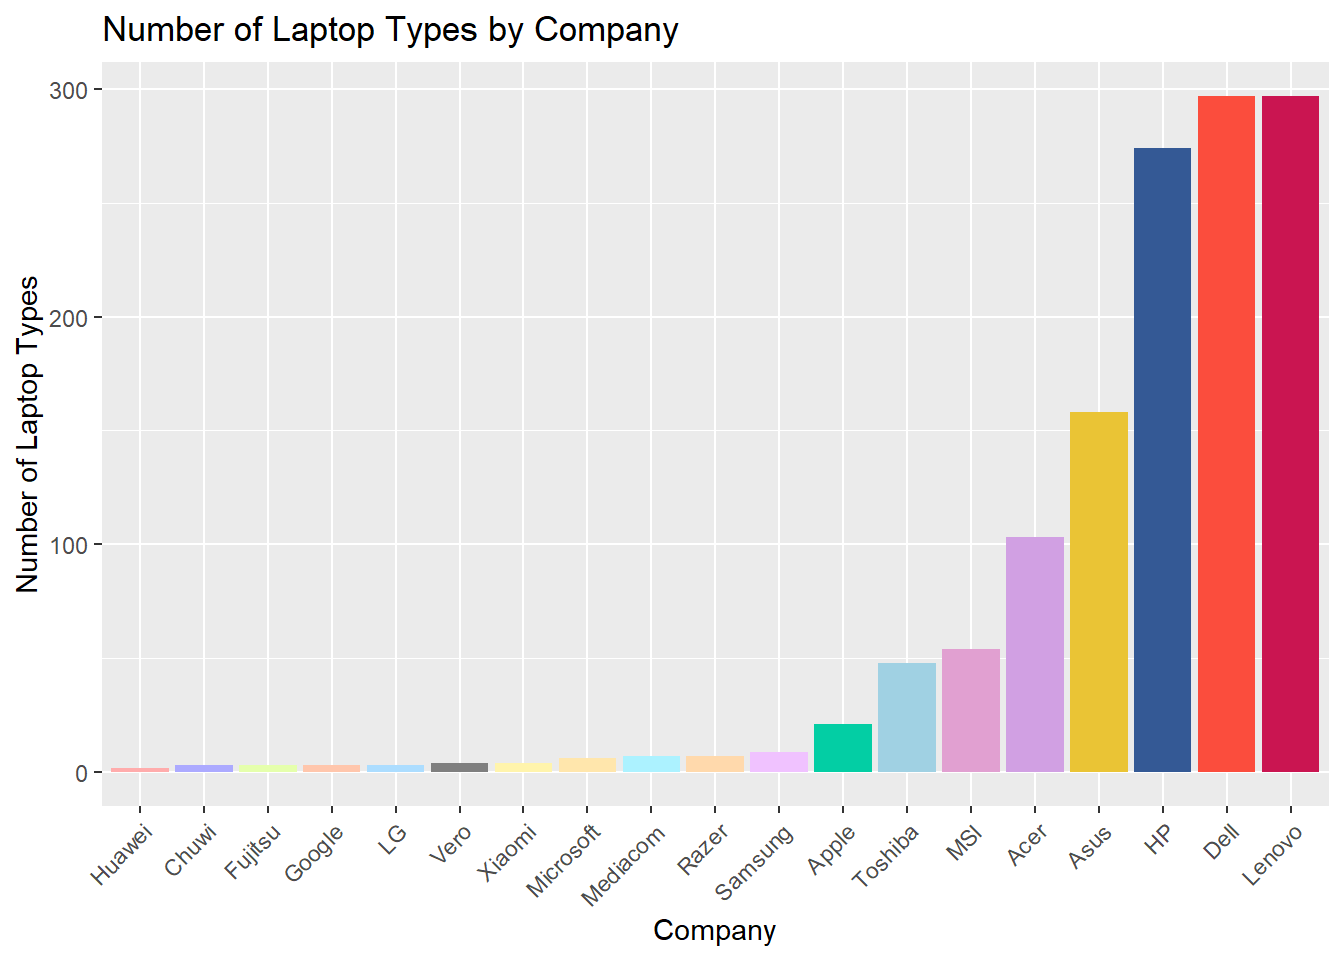 Number of Laptop Types by Company
Number of Laptop Types
300
200
100
0
Huawei
Chuwi
Fujitsu
Google
LG
Vero
Xiaomi
Microsoft
Mediacom
Razer
Samsung
Apple
Toshiba
MSI
Acer
Asus
HP
Dell
Lenovo
Company